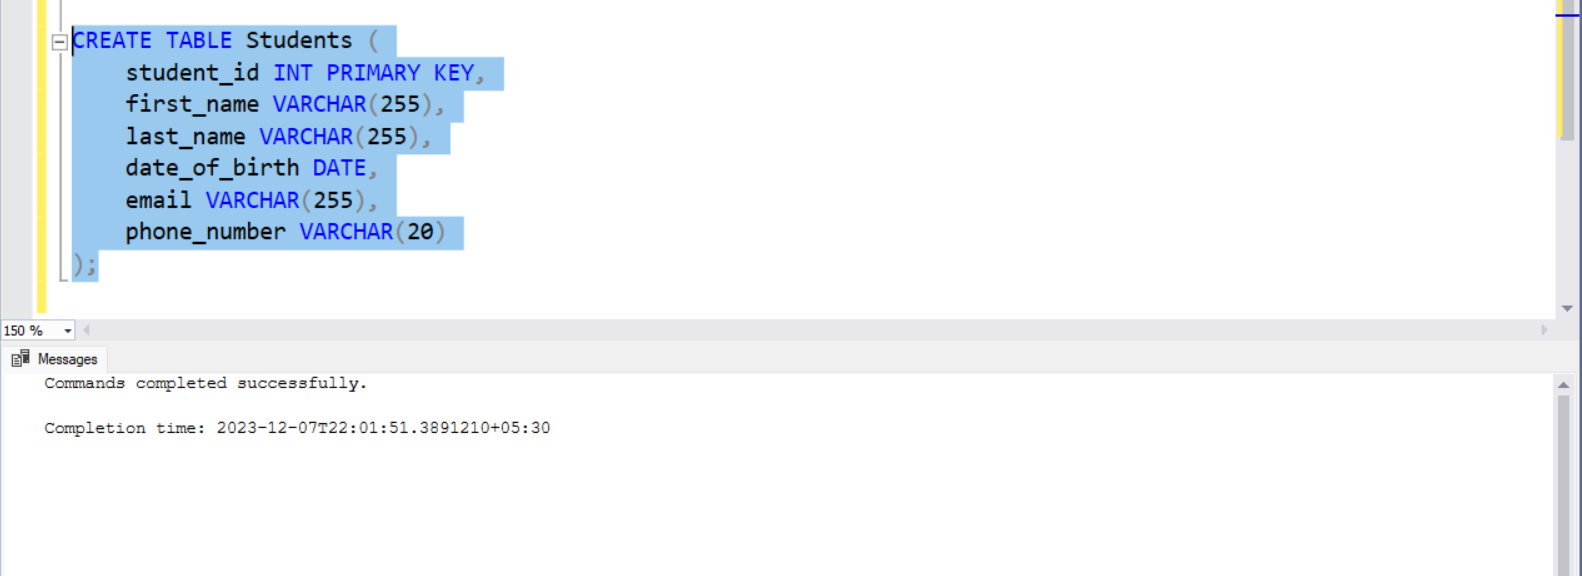 CREATE TABLE Students (
    student_id INT PRIMARY KEY,
    first_name VARCHAR(255),
    last_name VARCHAR(255),
    date_of_birth DATE,
    email VARCHAR(255),
    phone_number VARCHAR(20)
);
150 %
Messages
Commands completed successfully.
Completion time: 2023-12-07T22:01:51.3891210+05:30